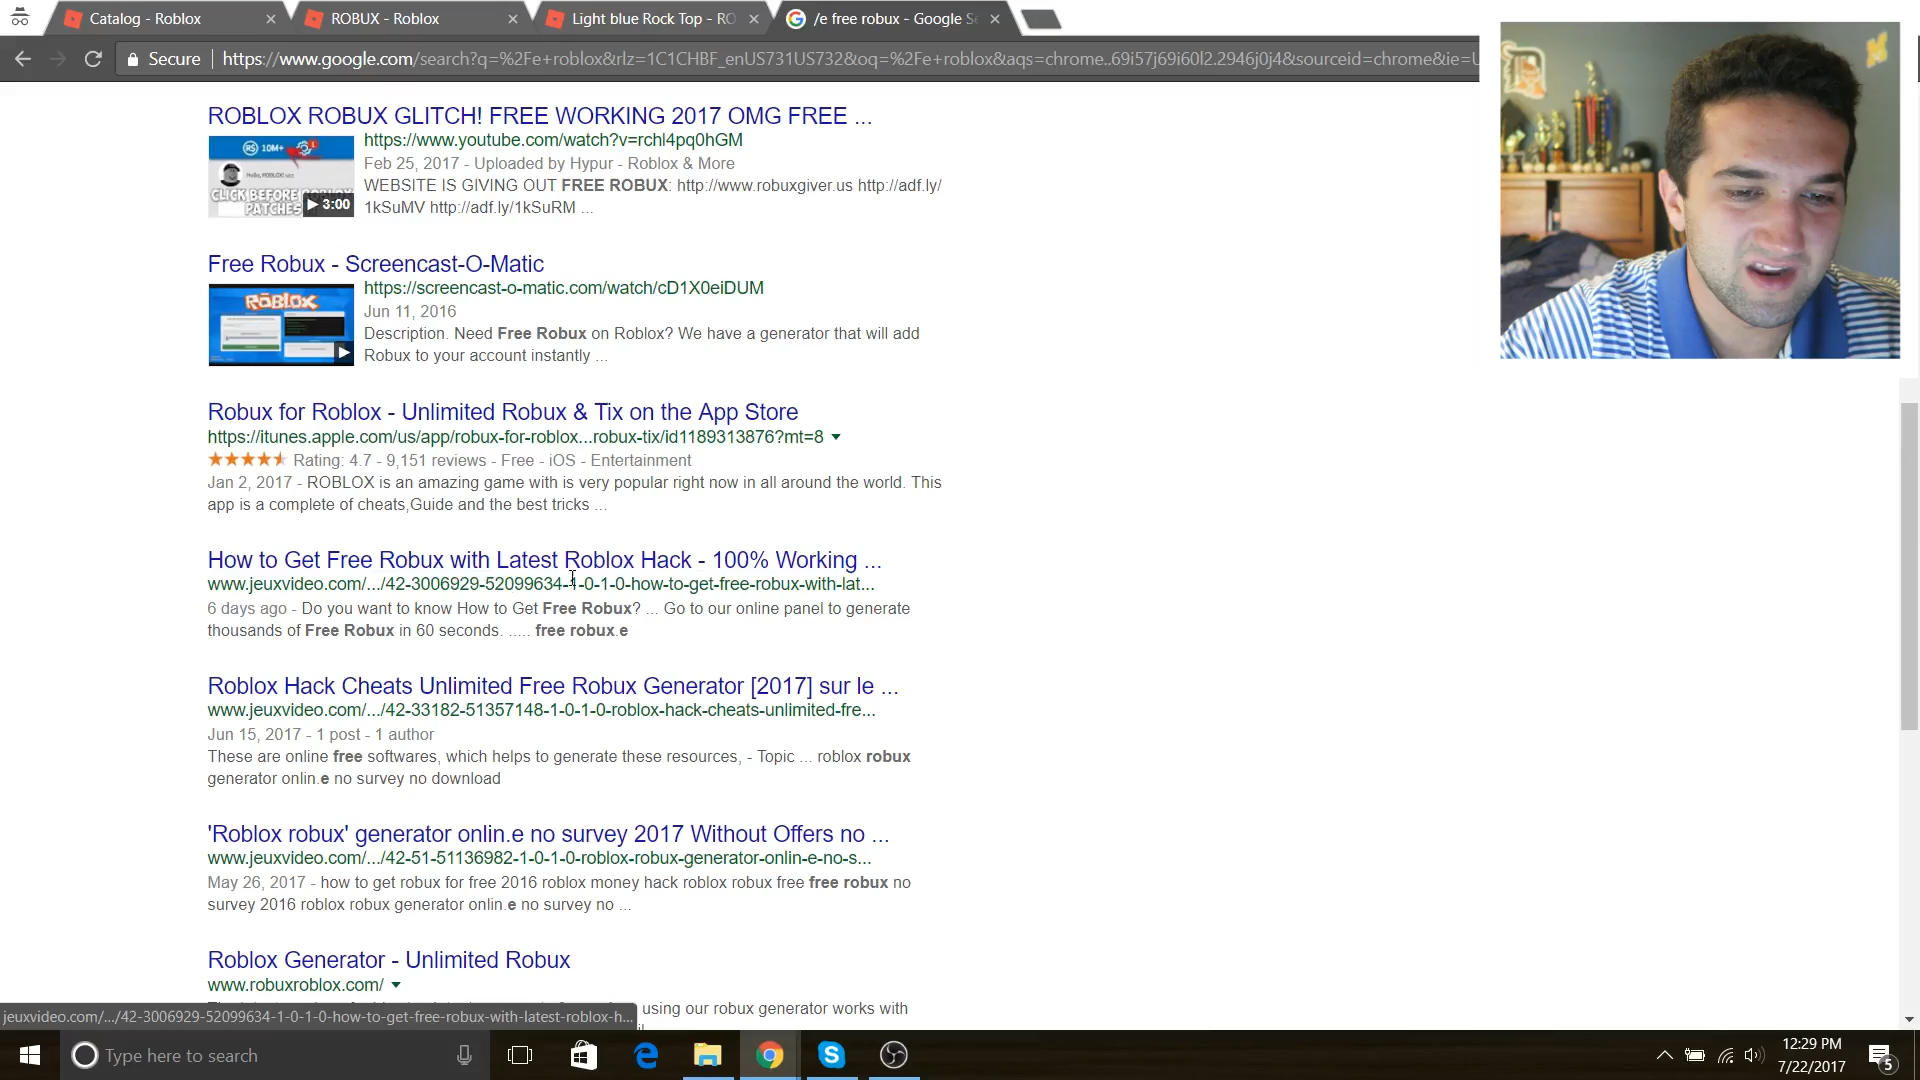 Catalog - Roblox
ROBUX - Roblox
Light blue Rock Top - RO
/e free robux - Google Se
Secure
https://www.google.com/search?q=%2Fe+roblox&rlz=1C1CHBF_enUS731US732&oq=%2Fe+roblox&aqs=chrome..69i57j69i60l2.2946j0j4&sourceid=chrome&ie=U
ROBLOX ROBUX GLITCH! FREE WORKING 2017 OMG FREE ...
https://www.youtube.com/watch?v=rchl4pq0hGM
Feb 25, 2017 - Uploaded by Hypur - Roblox & More
WEBSITE IS GIVING OUT FREE ROBUX: http://www.robuxgiver.us http://adf.ly/
1kSuMV http://adf.ly/1kSuRM ...
10M+
CLICK BEFORE ROBLOX
PATCHES
3:00
Free Robux - Screencast-O-Matic
https://screencast-o-matic.com/watch/cD1X0eiDUM
Jun 11, 2016
Description. Need Free Robux on Roblox? We have a generator that will add
Robux to your account instantly ...
ROBLOX
Robux for Roblox - Unlimited Robux & Tix on the App Store
https://itunes.apple.com/us/app/robux-for-roblox...robux-tix/id1189313876?mt=8
Rating: 4.7 - 9,151 reviews - Free - iOS - Entertainment
Jan 2, 2017 - ROBLOX is an amazing game with is very popular right now in all around the world. This
app is a complete of cheats,Guide and the best tricks ...
How to Get Free Robux with Latest Roblox Hack - 100% Working ...
www.jeuxvideo.com/.../42-3006929-52099634-1-0-1-0-how-to-get-free-robux-with-lat...
6 days ago - Do you want to know How to Get Free Robux? ... Go to our online panel to generate
thousands of Free Robux in 60 seconds. ..... free robux.e
Roblox Hack Cheats Unlimited Free Robux Generator [2017] sur le ...
www.jeuxvideo.com/.../42-33182-51357148-1-0-1-0-roblox-hack-cheats-unlimited-fre...
Jun 15, 2017 - 1 post - 1 author
These are online free softwares, which helps to generate these resources, - Topic ... roblox robux
generator onlin.e no survey no download
'Roblox robux' generator onlin.e no survey 2017 Without Offers no ...
www.jeuxvideo.com/.../42-51-51136982-1-0-1-0-roblox-robux-generator-onlin-e-no-s...
May 26, 2017 - how to get robux for free 2016 roblox money hack roblox robux free free robux no
survey 2016 roblox robux generator onlin.e no survey no ...
Roblox Generator - Unlimited Robux
www.robuxroblox.com/
using our robux generator works with
jeuxvideo.com/.../42-3006929-52099634-1-0-1-0-how-to-get-free-robux-with-latest-roblox-h...
Type here to search
12:29 PM
7/22/2017
5